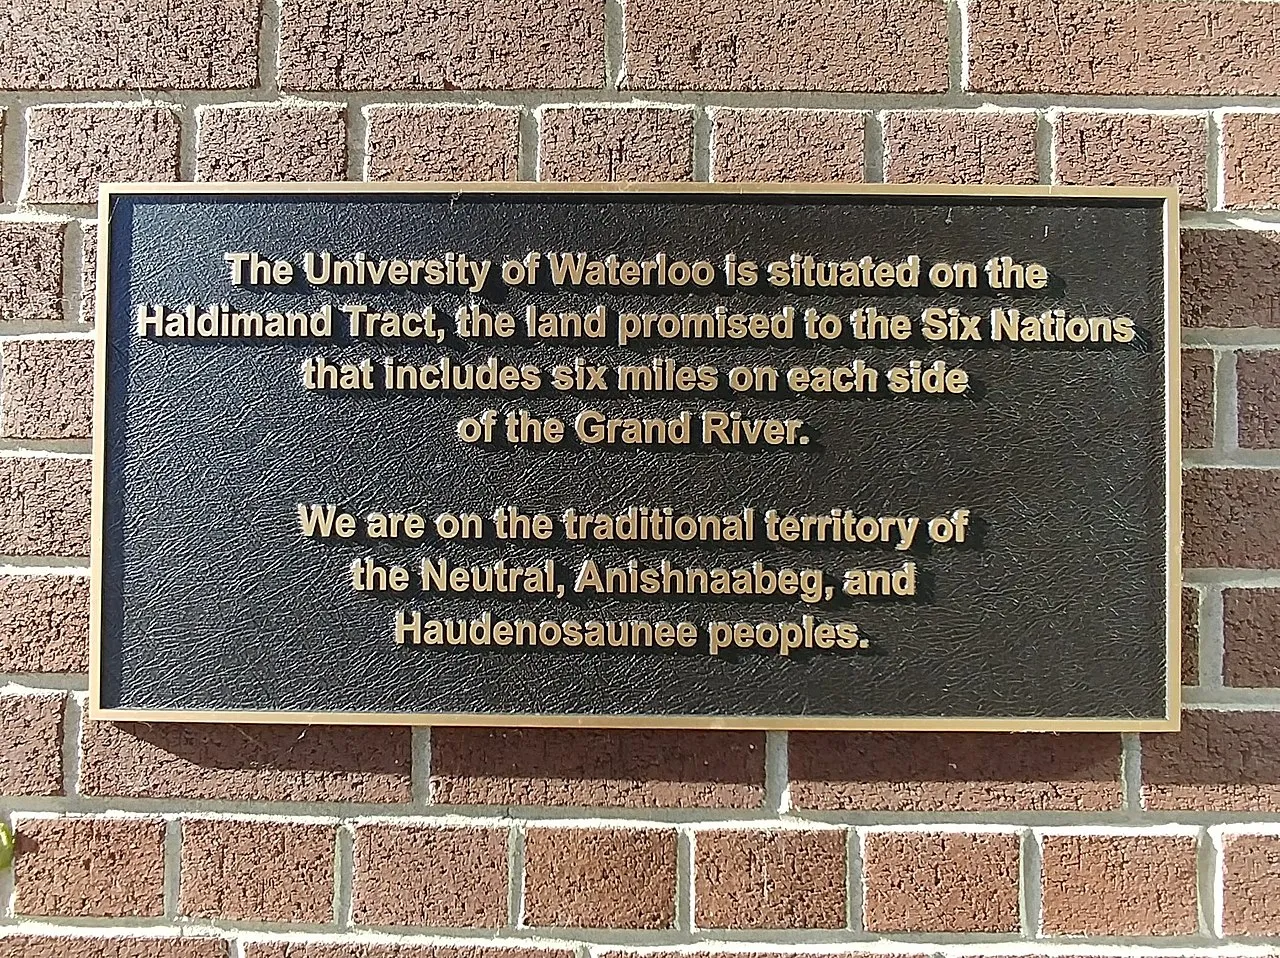 The University of Waterloo is situated on the
Haldimand Tract, the land promised to the Six Nations
that includes six miles on each side
of the Grand River.
We are on the traditional territory of
the Neutral, Anishnaabeg, and
Haudenosaunee peoples.